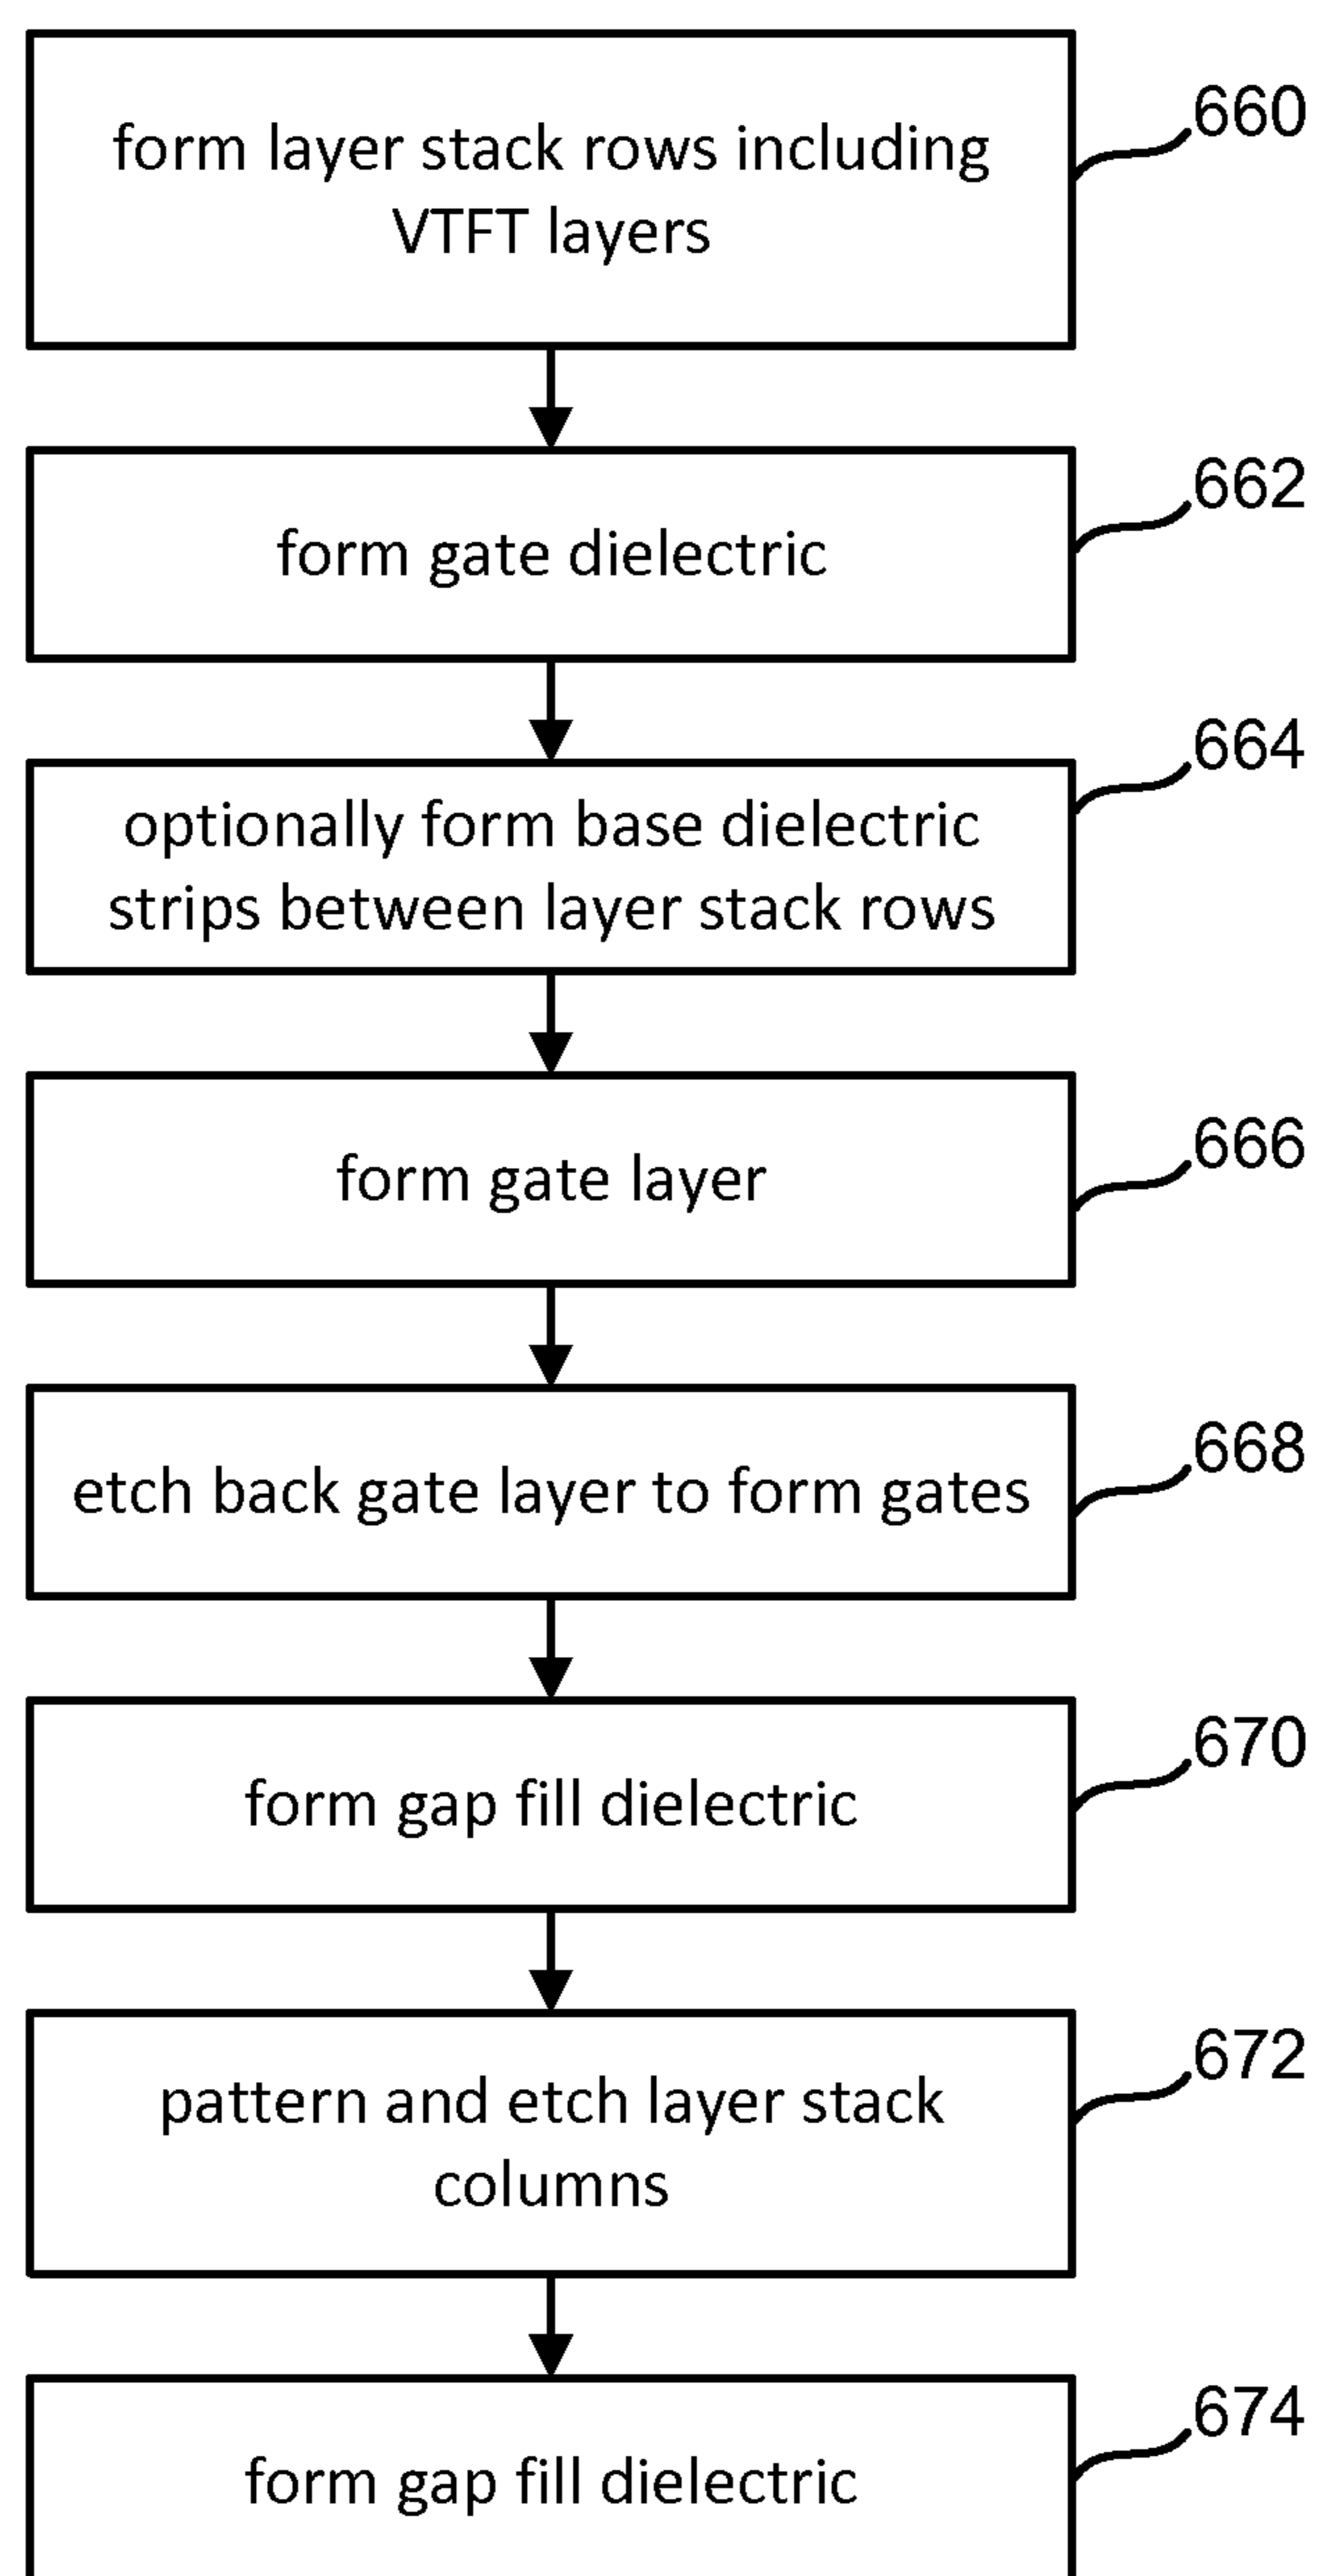 form layer stack rows including
VTFT layers
660
form gate dielectric
662
optionally form base dielectric
strips between layer stack rows
664
form gate layer
666
etch back gate layer to form gates
668
form gap fill dielectric
670
pattern and etch layer stack
columns
672
form gap fill dielectric
674